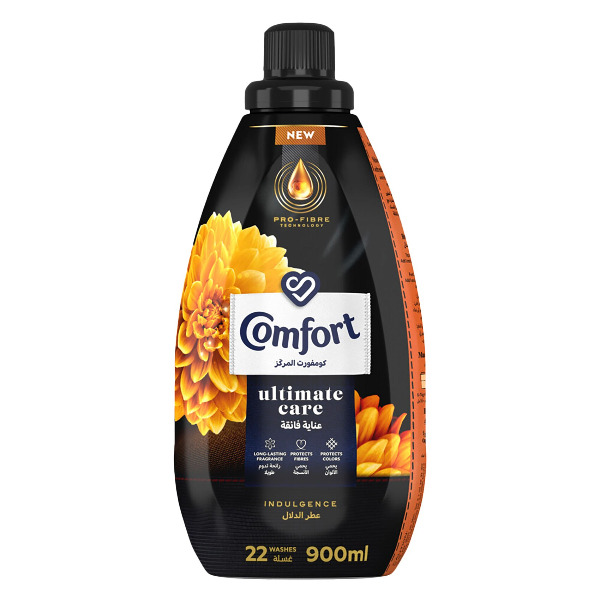 NEW
PRO-FIBRE
TECHNOLOGY
Comfort
كومفورت المركّز
ultimate
care
عناية فائقة
LONG-LASTING
FRAGRANCE
رائحة تدوم
طويلا
PROTECTS
FIBRES
يحمي
الأنسجة
PROTECTS
COLORS
يحمي
الألوان
INDULGENCE
عطر الدلال
22 WASHES
غسلة
900ml